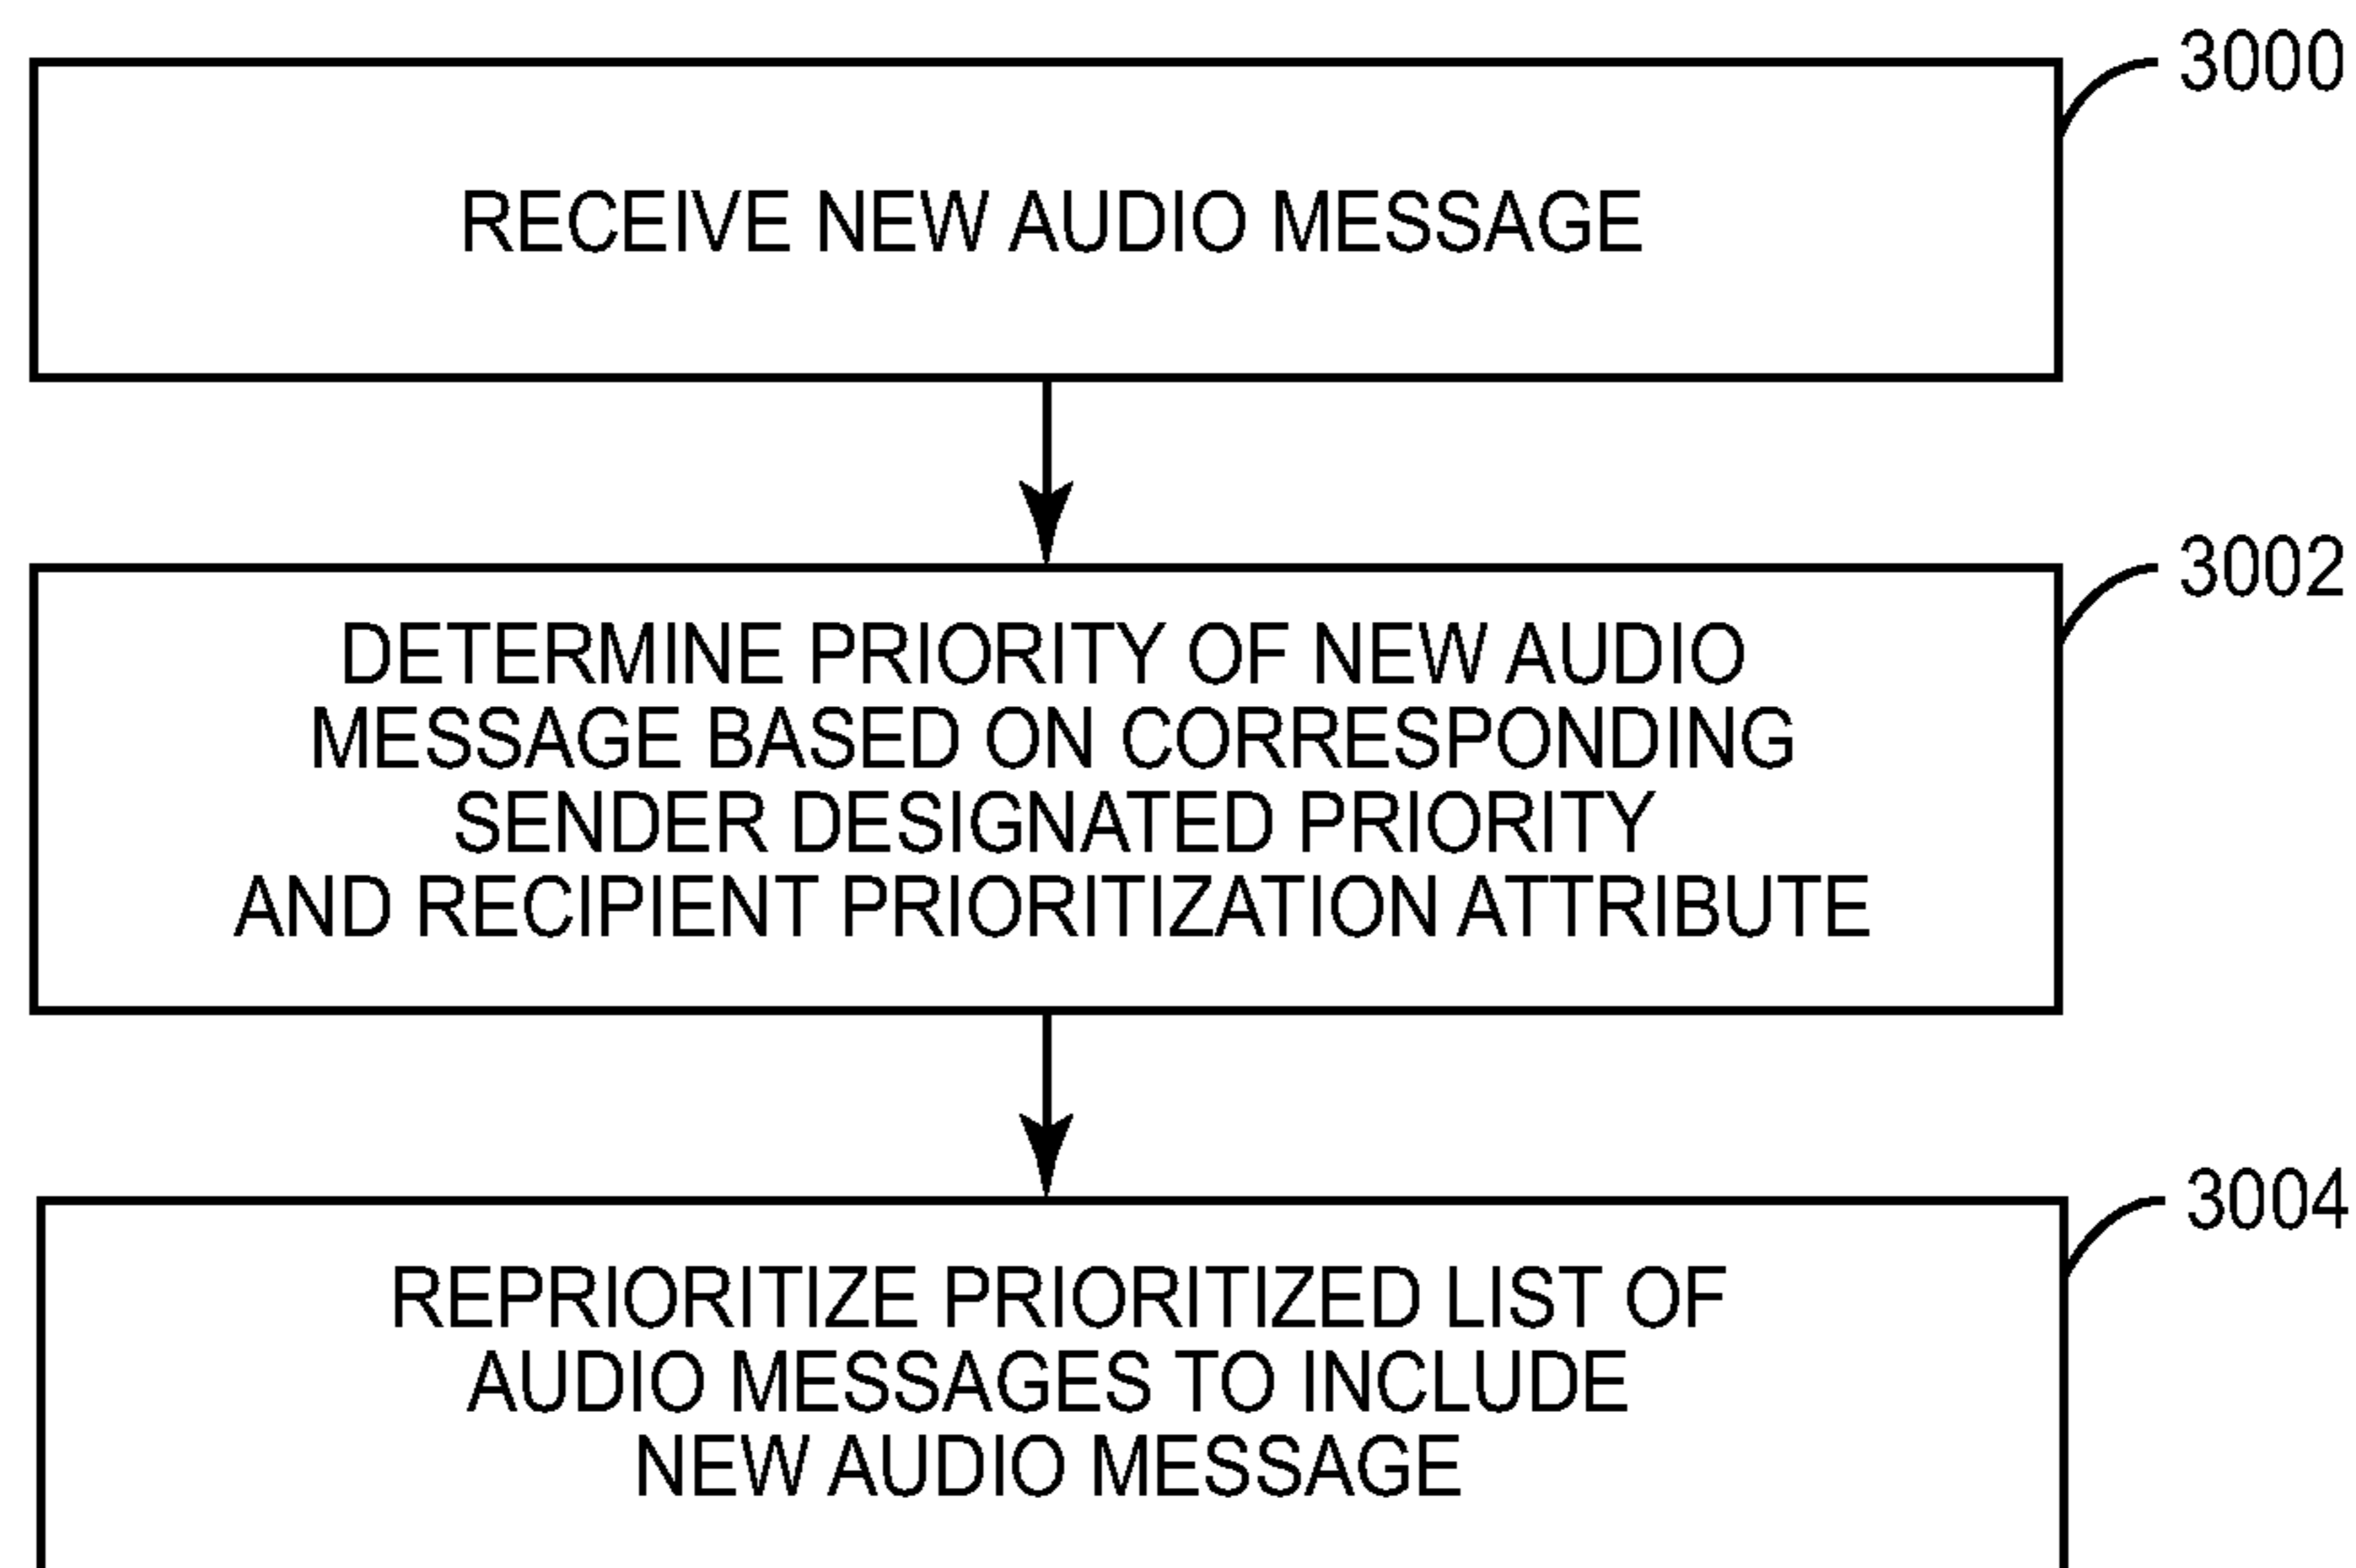 3000
RECEIVE NEW AUDIO MESSAGE
3002
DETERMINE PRIORITY OF NEW AUDIO
MESSAGE BASED ON CORRESPONDING
SENDER DESIGNATED PRIORITY
AND RECIPIENT PRIORITIZATION ATTRIBUTE
3004
REPRIORITIZE PRIORITIZED LIST OF
AUDIO MESSAGES TO INCLUDE
NEW AUDIO MESSAGE